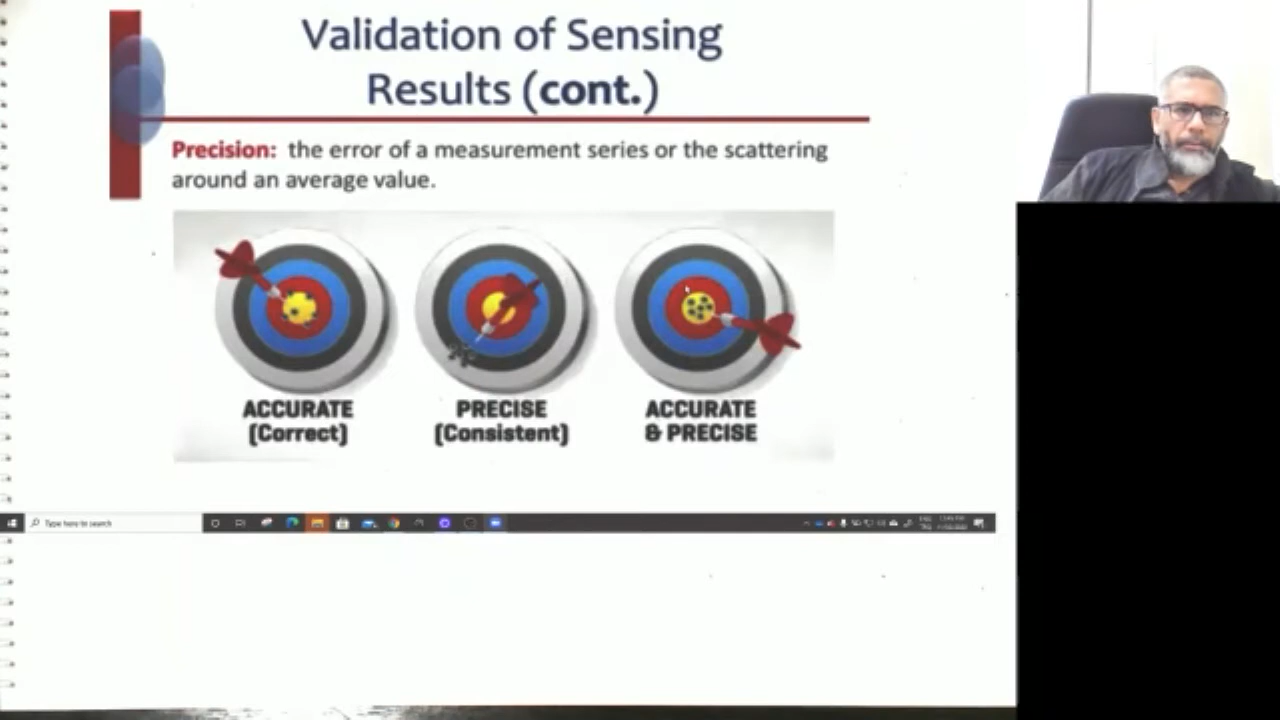 Validation of Sensing
Results (cont.)
Precision: the error of a measurement series or the scattering
around an average value.
ACCURATE
(Correct)
PRECISE
(Consistent)
ACCURATE
& PRECISE
Type here to search